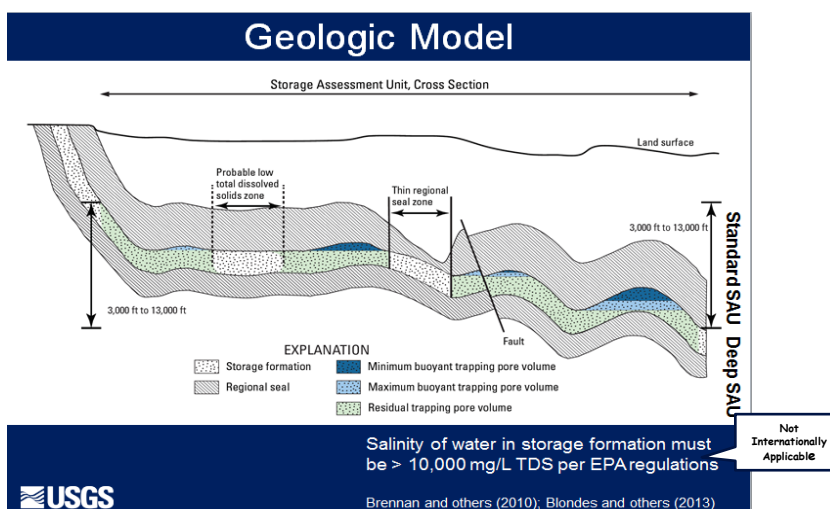 Geologic Model
Storage Assessment Unit, Cross Section
Land surface
Probable low
total dissolved
solids zone
Thin regional
seal zone
3,000 ft to 13,000 ft
Standard SAU
Deep SAU
3,000 ft to 13,000 ft
Fault
EXPLANATION
Storage formation
Regional seal
Minimum buoyant trapping pore volume
Maximum buoyant trapping pore volume
Residual trapping pore volume
Not
Internationally
Applicable
Salinity of water in storage formation must
be > 10,000 mg/L TDS per EPA regulations
USGS
Brennan and others (2010); Blondes and others (2013)